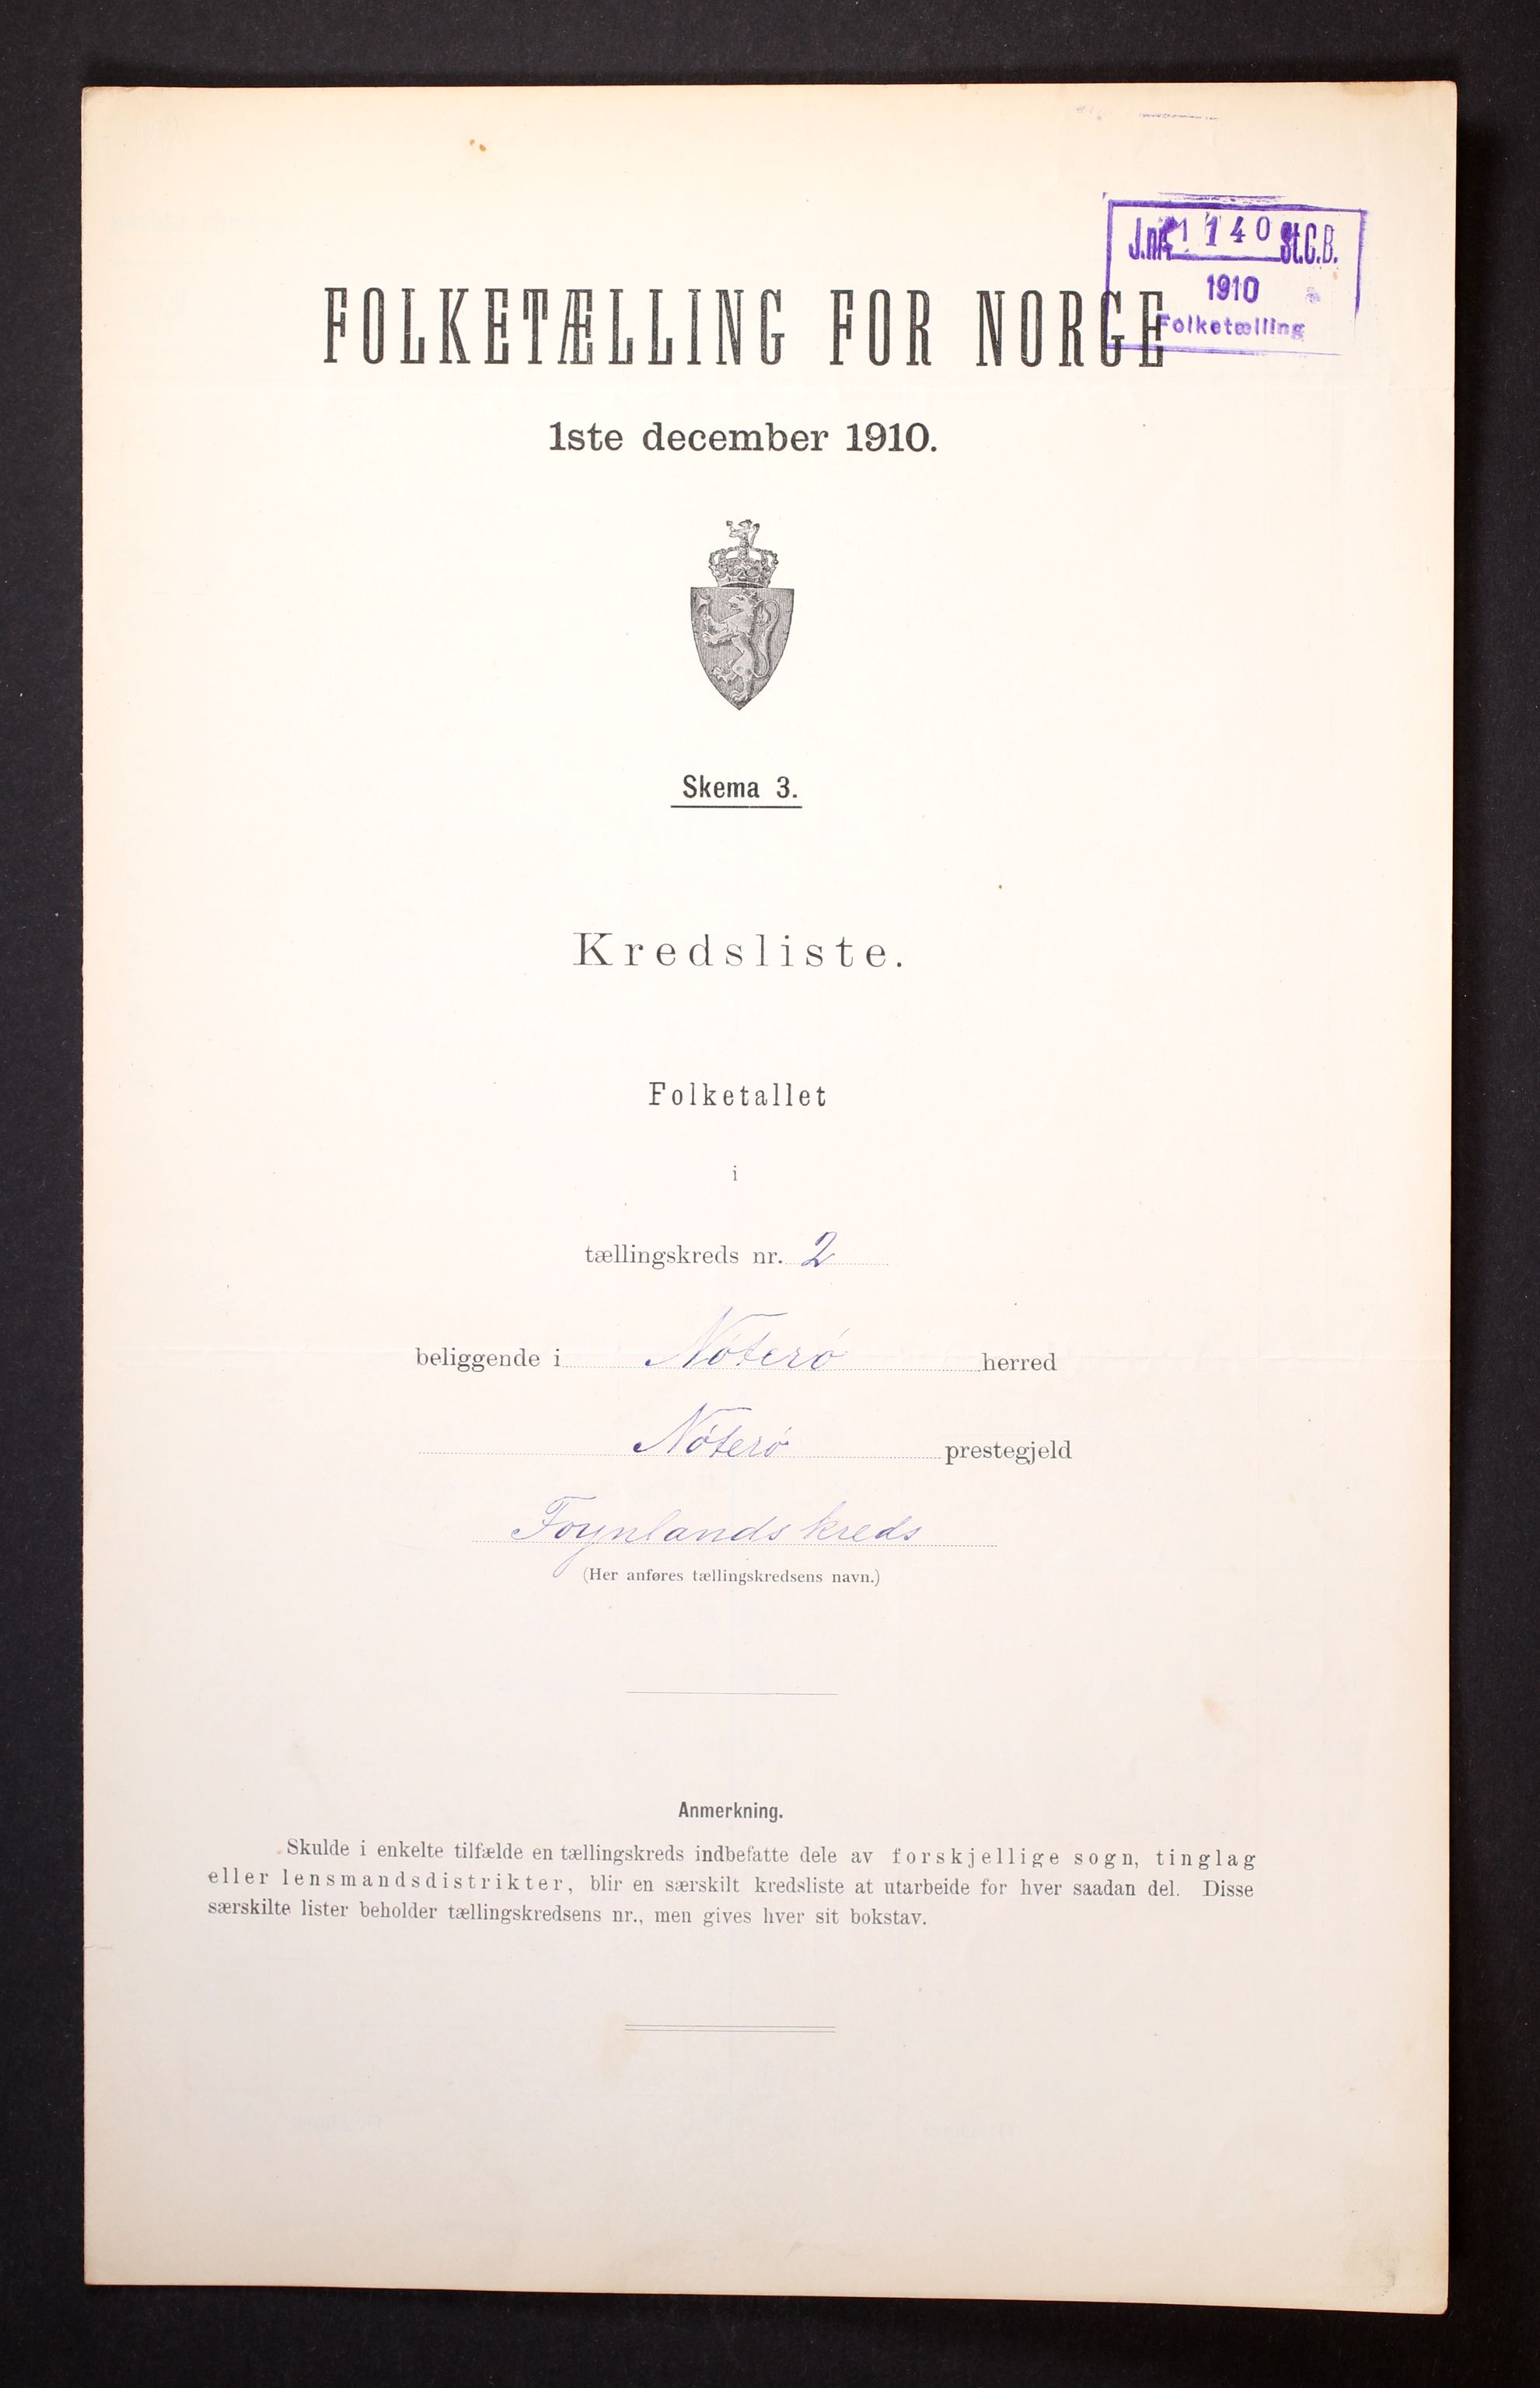 J.nr. 1140 St.C.B.
1910
Folketælling
FOLKETÆLLING FOR NORGE
1ste december 1910.
Skema 3.
Kredsliste.
Folketallet
i
tællingskreds nr. 2
beliggende i Nøterø herred
Nøterø prestegjeld
Foynlands kreds
(Her anføres tællingskredsens navn.)
Anmerkning.
Skulde i enkelte tilfælde en tællingskreds indbefatte dele av forskjellige sogn, tinglag
eller lensmandsdistrikter, blir en særskilt kredsliste at utarbeide for hver saadan del. Disse
særskilte lister beholder tællingskredsens nr., men gives hver sit bokstav.